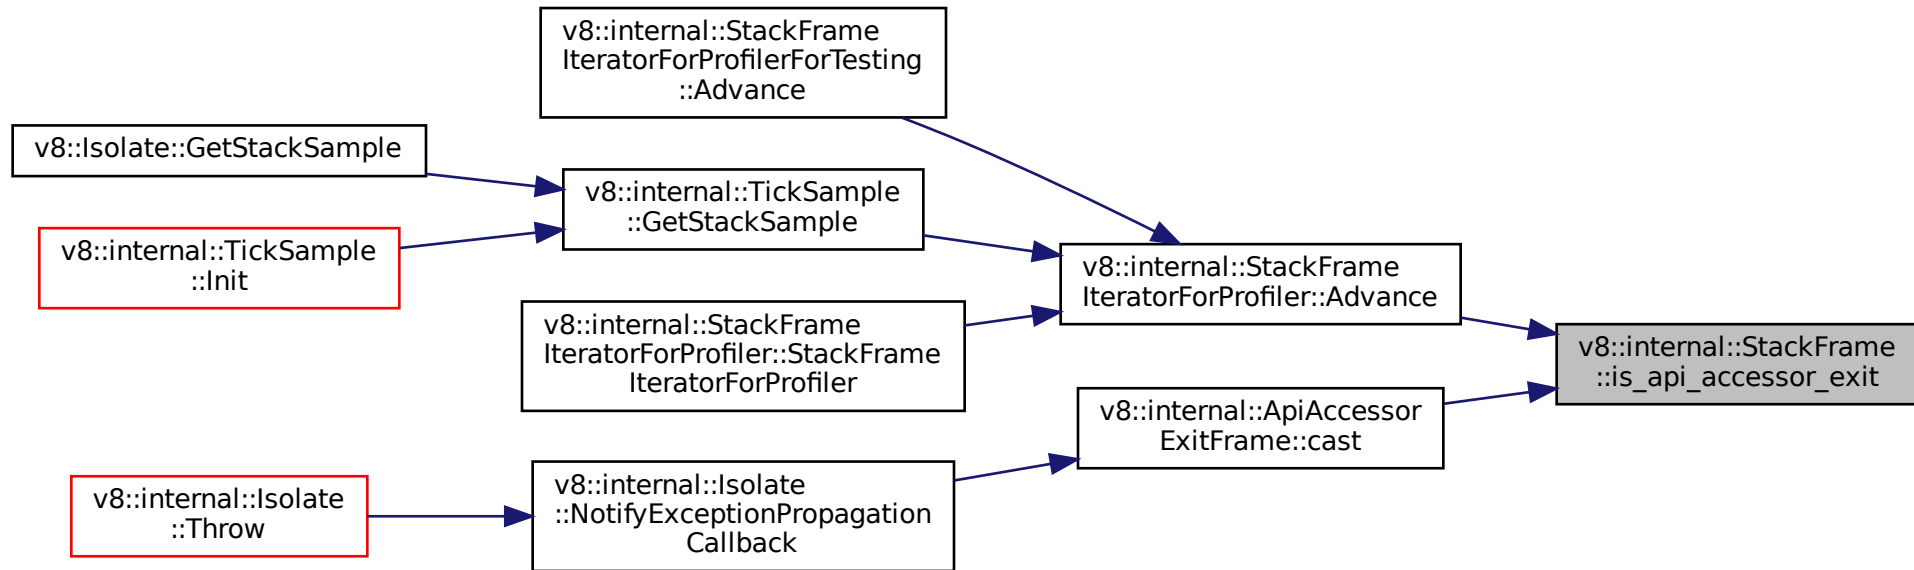 v8::internal::StackFrame
IteratorForProfilerForTesting
::Advance
v8::Isolate::GetStackSample
v8::internal::TickSample
::GetStackSample
v8::internal::TickSample
::Init
v8::internal::StackFrame
IteratorForProfiler::Advance
v8::internal::StackFrame
IteratorForProfiler::StackFrame
IteratorForProfiler
v8::internal::StackFrame
::is_api_accessor_exit
v8::internal::ApiAccessor
ExitFrame::cast
v8::internal::Isolate
::NotifyExceptionPropagation
Callback
v8::internal::Isolate
::Throw